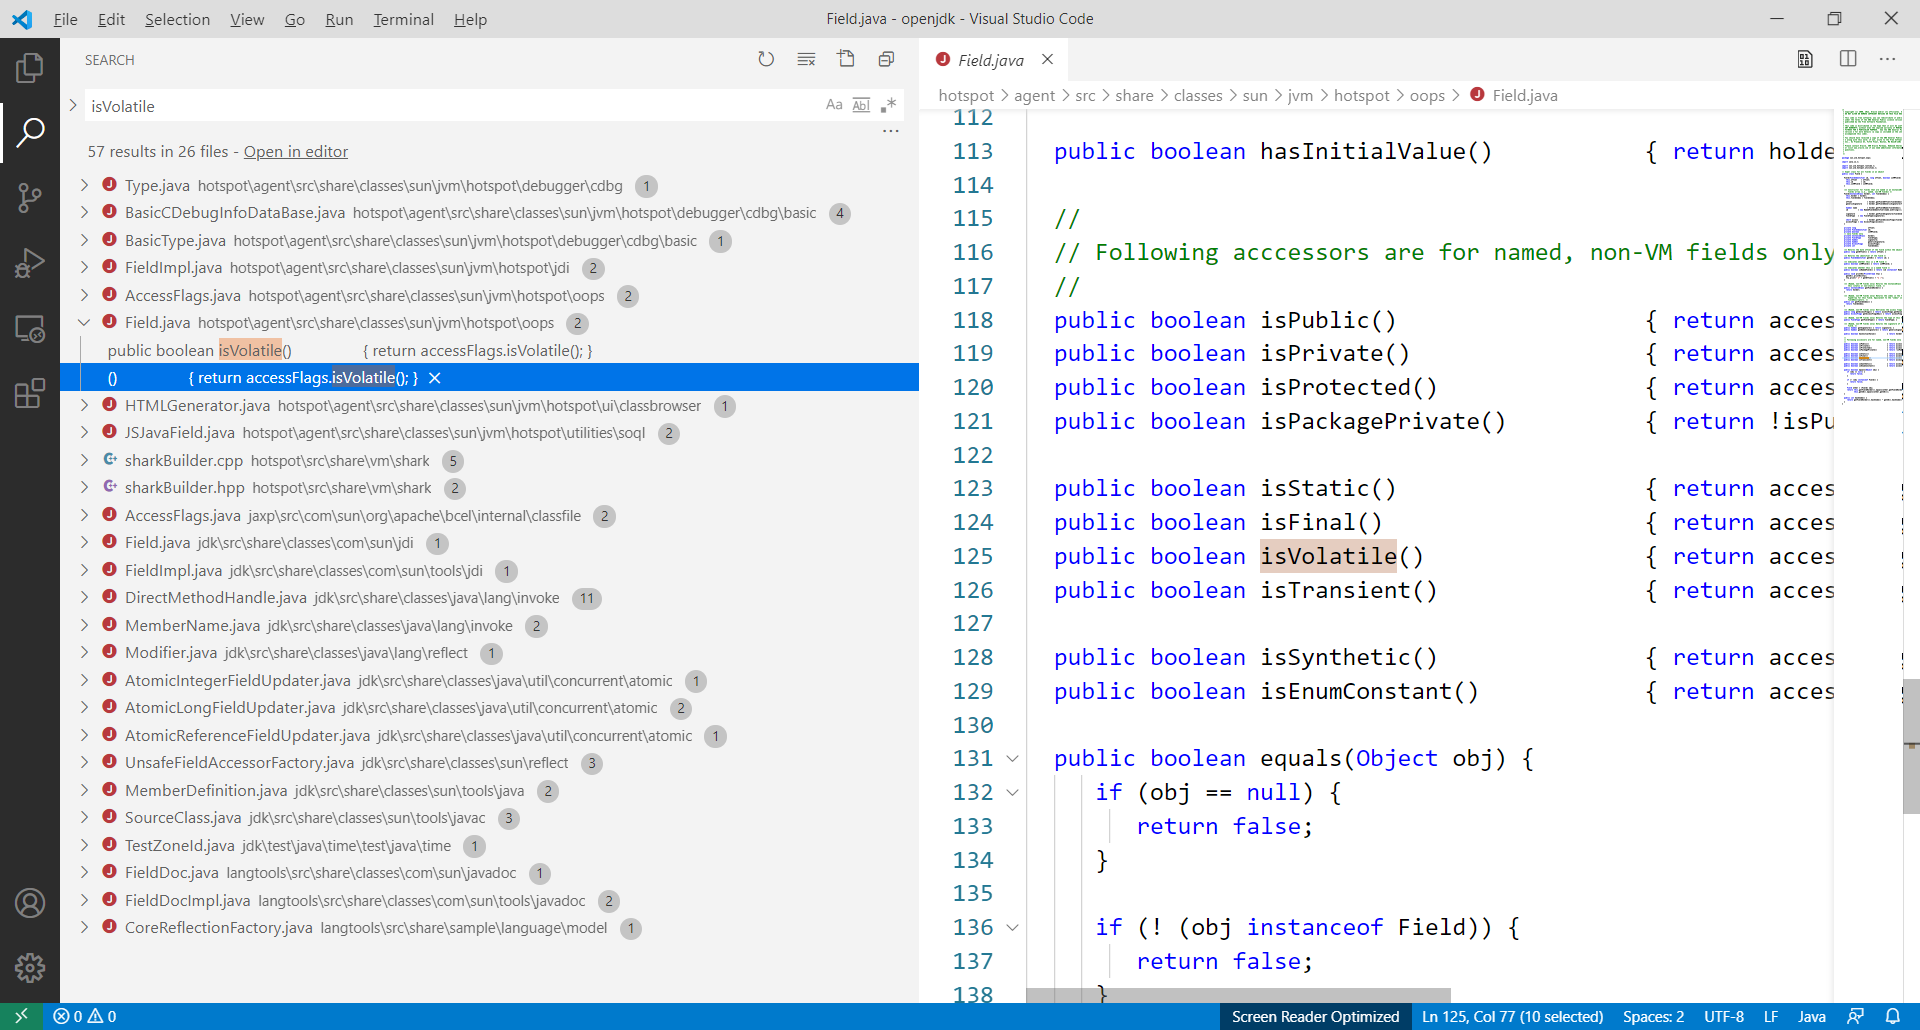 File Edit Selection View Go Run Terminal Help
Field.java - openjdk - Visual Studio Code
SEARCH
isVolatile
Aa Abl .*
57 results in 26 files - Open in editor
Type.java hotspot\agent\src\share\classes\sun\jvm\hotspot\debugger\cdbg 1
BasicCDebugInfoDataBase.java hotspot\agent\src\share\classes\sun\jvm\hotspot\debugger\cdbg\basic 4
BasicType.java hotspot\agent\src\share\classes\sun\jvm\hotspot\debugger\cdbg\basic 1
FieldImpl.java hotspot\agent\src\share\classes\sun\jvm\hotspot\jdi 2
AccessFlags.java hotspot\agent\src\share\classes\sun\jvm\hotspot\oops 2
Field.java hotspot\agent\src\share\classes\sun\jvm\hotspot\oops 2
public boolean isVolatile() { return accessFlags.isVolatile(); }
() { return accessFlags.isVolatile(); }
HTMLGenerator.java hotspot\agent\src\share\classes\sun\jvm\hotspot\ui\classbrowser 1
JSJavaField.java hotspot\agent\src\share\classes\sun\jvm\hotspot\utilities\soql 2
sharkBuilder.cpp hotspot\src\share\vm\shark 5
sharkBuilder.hpp hotspot\src\share\vm\shark 2
AccessFlags.java jaxp\src\com\sun\org\apache\bcel\internal\classfile 2
Field.java jdk\src\share\classes\com\sun\jdi 1
FieldImpl.java jdk\src\share\classes\com\sun\tools\jdi 1
DirectMethodHandle.java jdk\src\share\classes\java\lang\invoke 11
MemberName.java jdk\src\share\classes\java\lang\invoke 2
Modifier.java jdk\src\share\classes\java\lang\reflect 1
AtomicIntegerFieldUpdater.java jdk\src\share\classes\java\util\concurrent\atomic 1
AtomicLongFieldUpdater.java jdk\src\share\classes\java\util\concurrent\atomic 2
AtomicReferenceFieldUpdater.java jdk\src\share\classes\java\util\concurrent\atomic 1
UnsafeFieldAccessorFactory.java jdk\src\share\classes\sun\reflect 3
MemberDefinition.java jdk\src\share\classes\sun\tools\java 2
SourceClass.java jdk\src\share\classes\sun\tools\javac 3
TestZoneId.java jdk\test\java\time\test\java\time 1
FieldDoc.java langtools\src\share\classes\com\sun\javadoc 1
FieldDocImpl.java langtools\src\share\classes\com\sun\tools\javadoc 2
CoreReflectionFactory.java langtools\src\share\sample\language\model 1
Field.java
hotspot > agent > src > share > classes > sun > jvm > hotspot > oops > Field.java
112
113 public boolean hasInitialValue() { return holde
114
115 //
116 // Following acccessors are for named, non-VM fields only
117 //
118 public boolean isPublic() { return acces
119 public boolean isPrivate() { return acces
120 public boolean isProtected() { return acces
121 public boolean isPackagePrivate() { return !isPu
122
123 public boolean isStatic() { return acces
124 public boolean isFinal() { return acces
125 public boolean isVolatile() { return acces
126 public boolean isTransient() { return acces
127
128 public boolean isSynthetic() { return acces
129 public boolean isEnumConstant() { return acces
130
131 public boolean equals(Object obj) {
132 if (obj == null) {
133 return false;
134 }
135
136 if (! (obj instanceof Field)) {
137 return false;
138 }
0 0
Screen Reader Optimized Ln 125, Col 77 (10 selected) Spaces: 2 UTF-8 LF Java